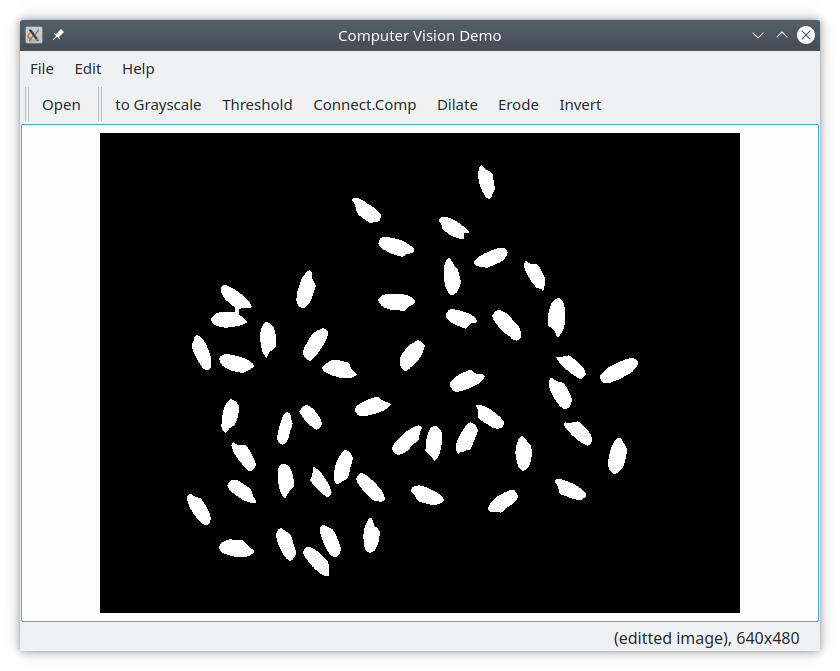 Computer Vision Demo
File Edit Help
Open to Grayscale Threshold Connect.Comp Dilate Erode Invert
(editted image), 640x480